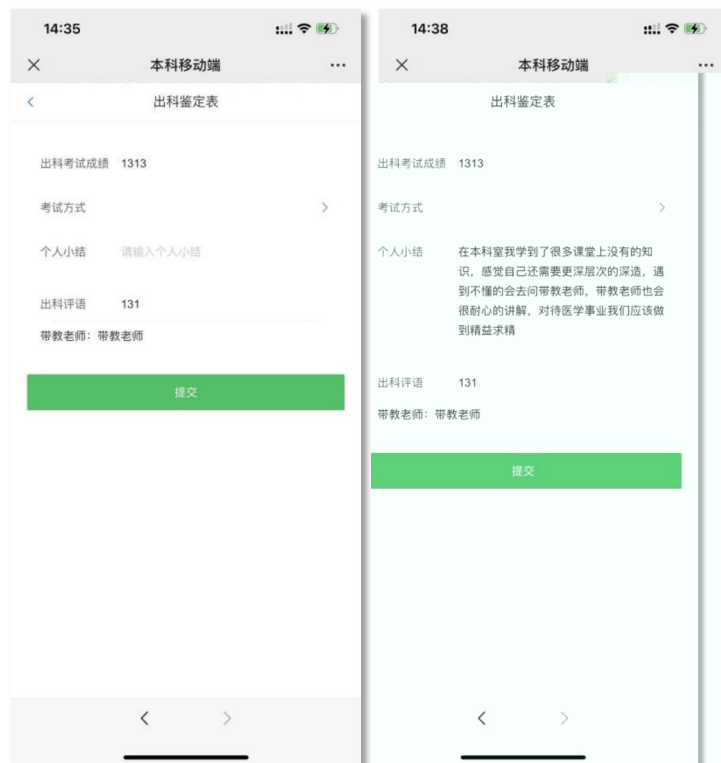 14:35
本科移动端
出科鉴定表
出科考试成绩 1313
考试方式
个人小结 请输入个人小结
出科评语 131
带教老师：带教老师
提交
14:38
本科移动端
出科鉴定表
出科考试成绩 1313
考试方式
个人小结 在本科室我学到了很多课堂上没有的知
识，感觉自己还需要更深层次的深造，遇
到不懂的会去问带教老师，带教老师也会
很耐心的讲解，对待医学事业我们应该做
到精益求精
出科评语 131
带教老师：带教老师
提交